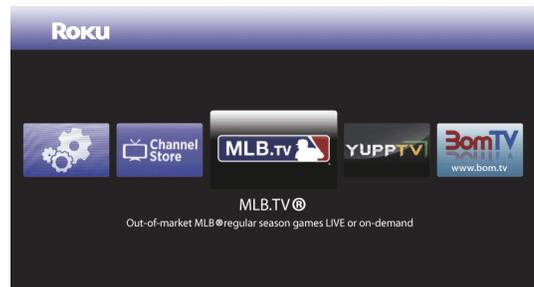 ROKU
Channel
Store
MLB.TV
YUPPTV
BomTV
www.bom.tv
MLB.TV®
Out-of-market MLB®regular season games LIVE or on-demand